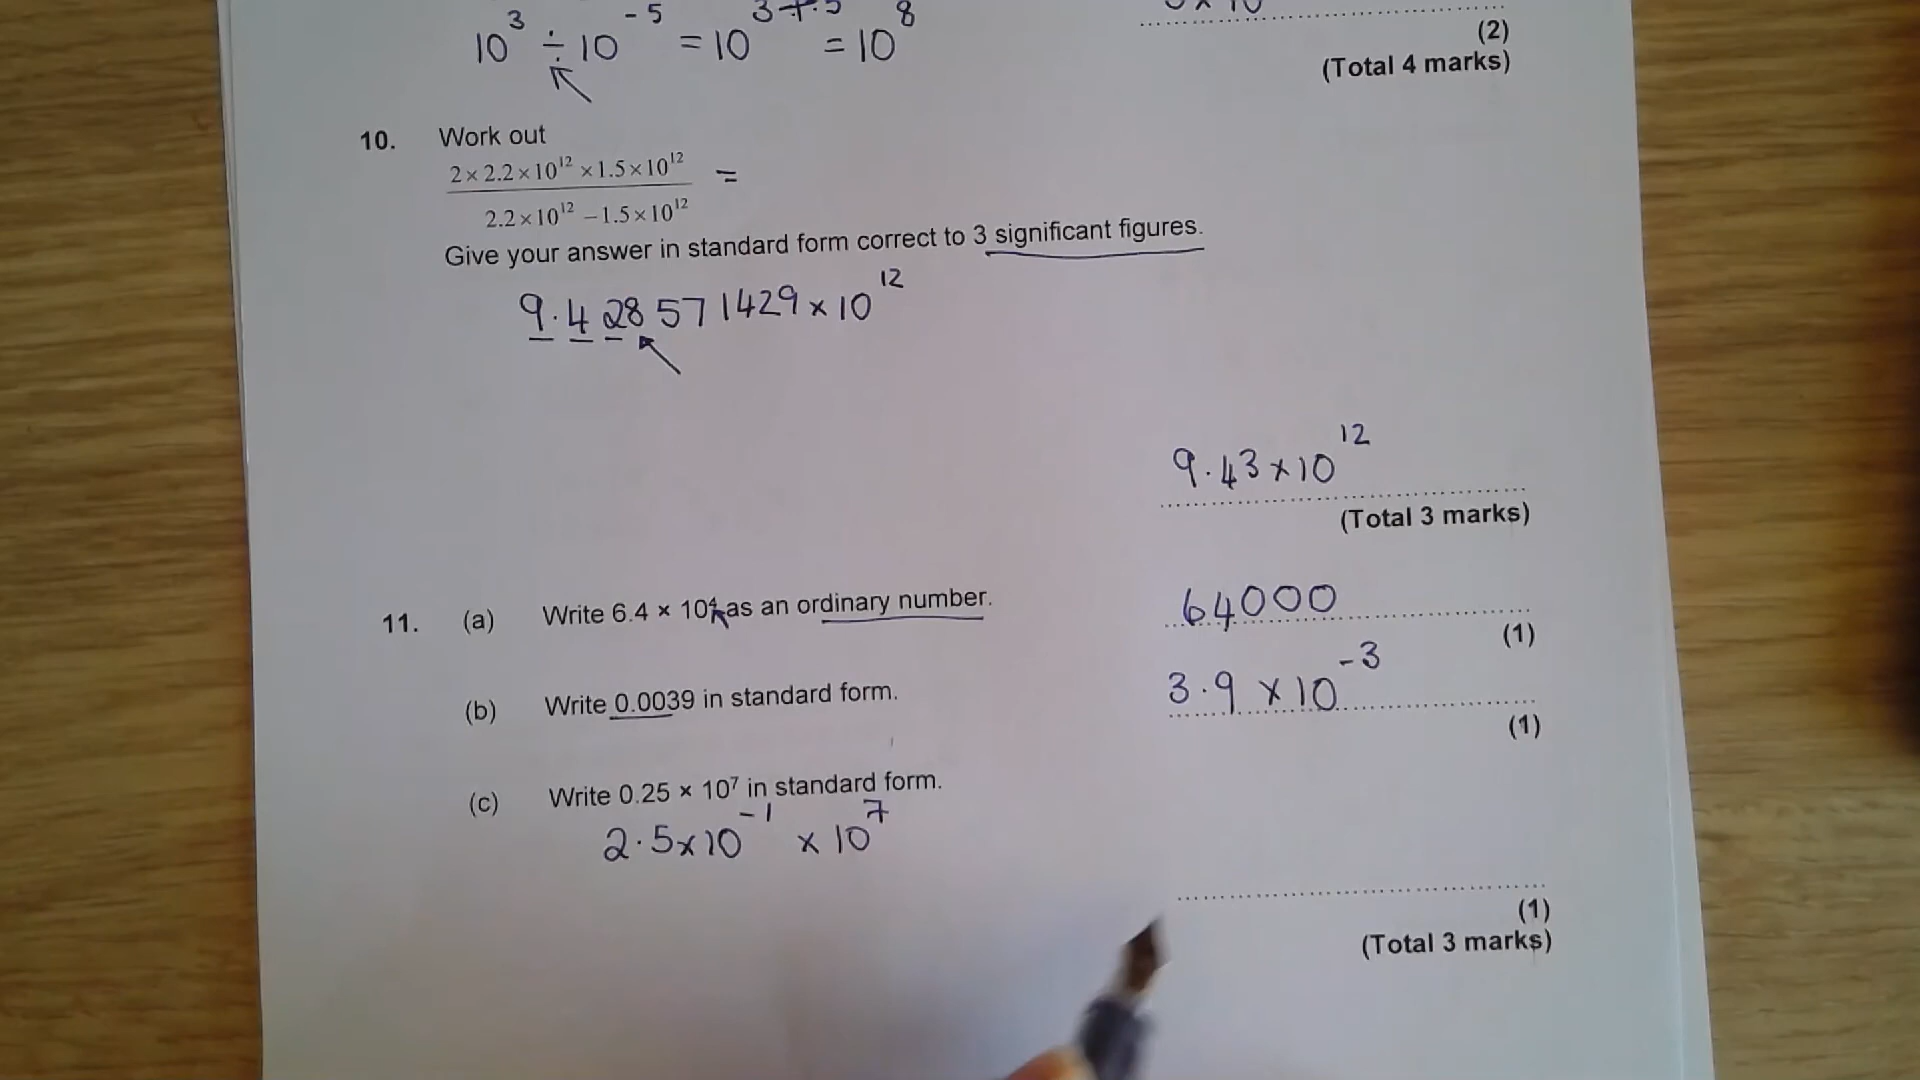 10³ ÷ 10⁻⁵ = 10³⁺⁵ = 10⁸
(2)
(Total 4 marks)
10. Work out
2 × 2.2 × 10¹² × 1.5 × 10¹² =
2.2 × 10¹² − 1.5 × 10¹²
Give your answer in standard form correct to 3 significant figures.
9.428571429 × 10¹²
9.43 × 10¹²
(Total 3 marks)
11. (a) Write 6.4 × 10⁴ as an ordinary number.
64000
(1)
(b) Write 0.0039 in standard form.
3.9 × 10⁻³
(1)
(c) Write 0.25 × 10⁷ in standard form.
2.5 × 10⁻¹ × 10⁷
(1)
(Total 3 marks)